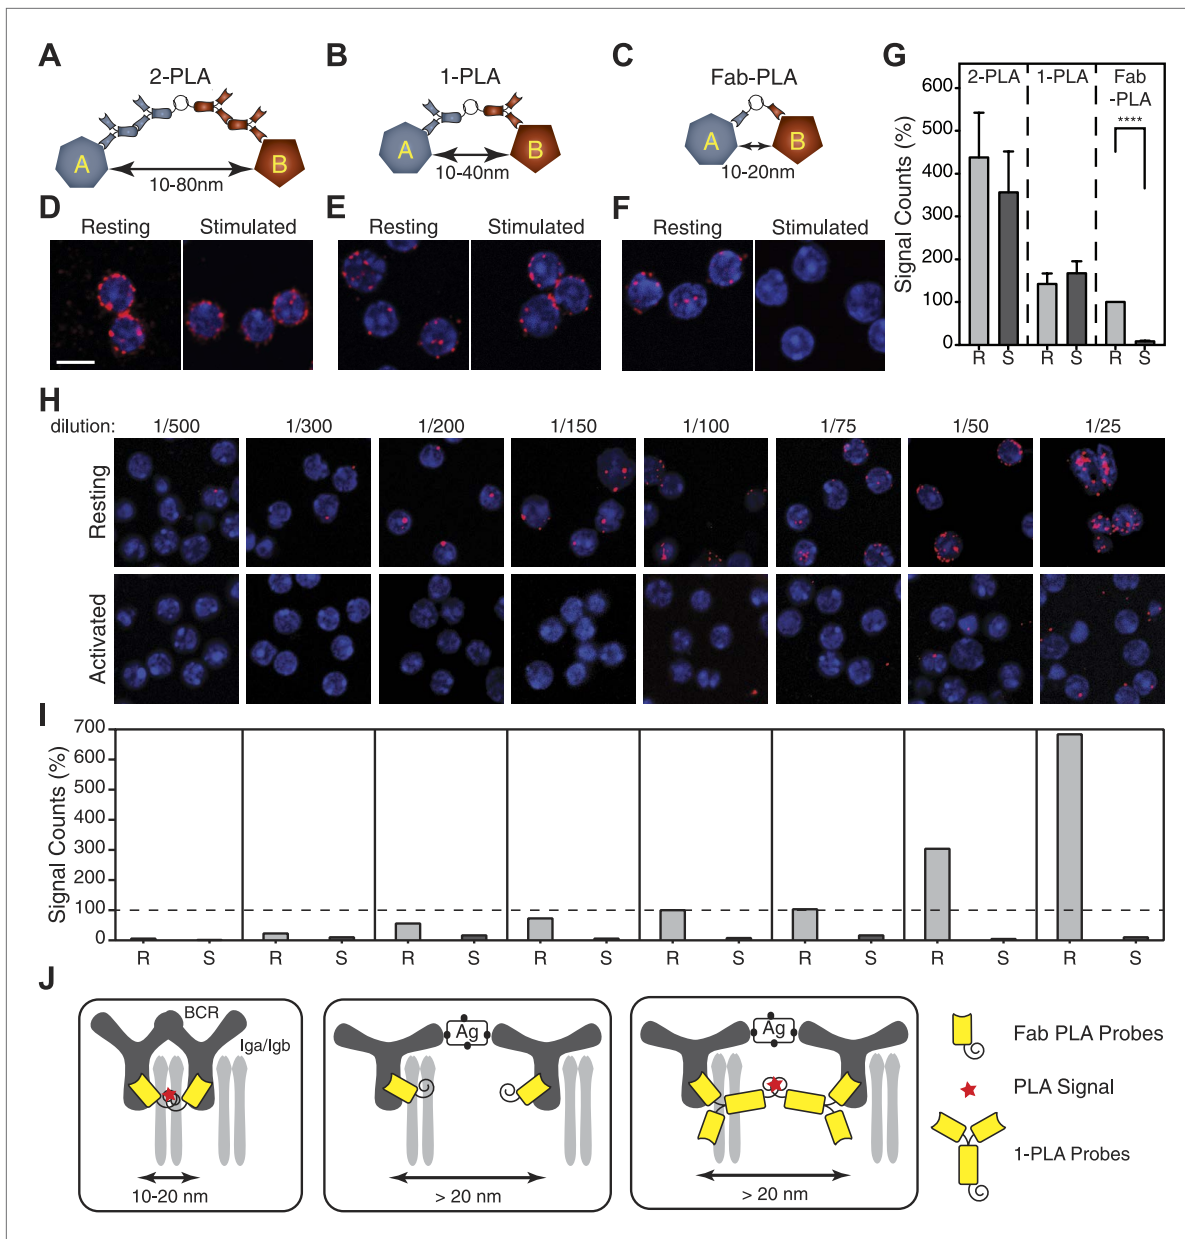 A
2-PLA
A
B
10-80nm
B
1-PLA
A
B
10-40nm
C
Fab-PLA
A
B
10-20nm
D
Resting
Stimulated
E
Resting
Stimulated
F
Resting
Stimulated
G
2-PLA
1-PLA
Fab
-PLA
****
Signal Counts (%)
600
500
400
300
200
100
0
R
S
R
S
R
S
H
dilution:
1/500
1/300
1/200
1/150
1/100
1/75
1/50
1/25
Resting
Activated
I
Signal Counts (%)
700
600
500
400
300
200
100
0
R
S
R
S
R
S
R
S
R
S
R
S
R
S
R
S
J
BCR
Iga/Igb
10-20 nm
Ag
> 20 nm
Ag
> 20 nm
Fab PLA Probes
PLA Signal
1-PLA Probes